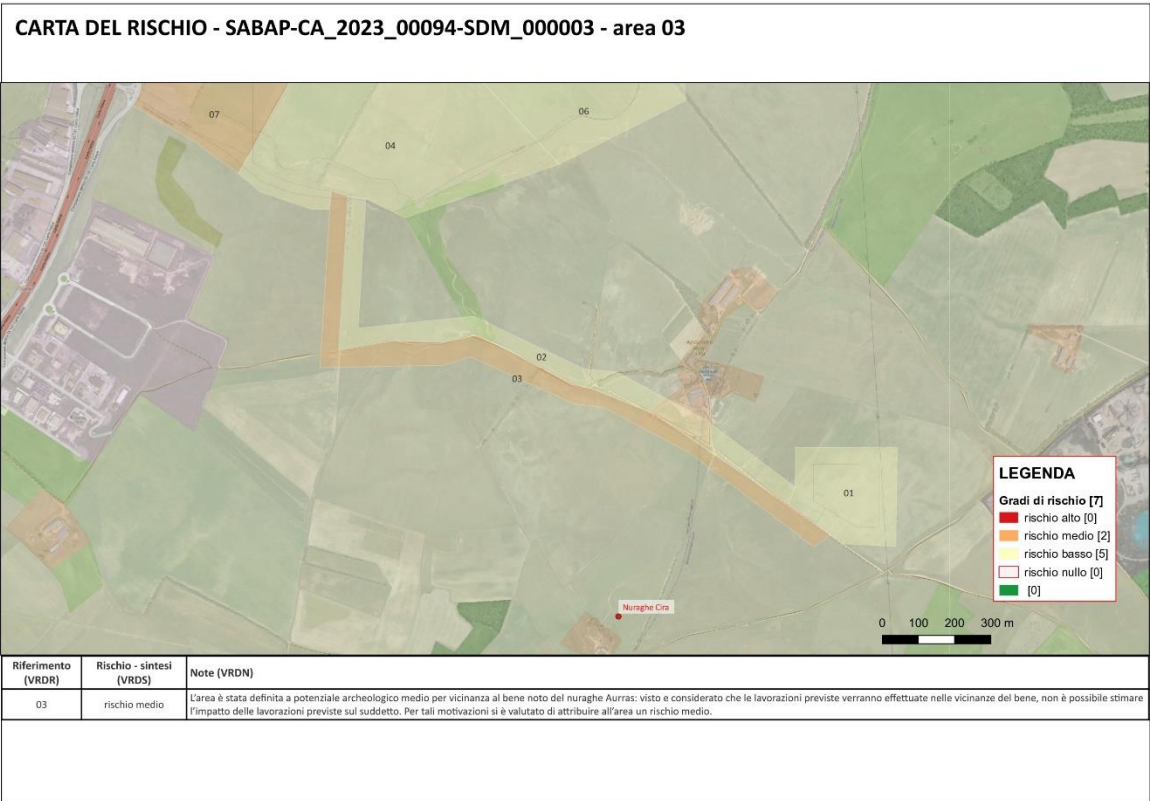 CARTA DEL RISCHIO - SABAP-CA_2023_00094-SDM_000003 - area 03
07
06
04
02
03
01
Nuraghe Cira
LEGENDA
Gradi di rischio [7]
rischio alto [0]
rischio medio [2]
rischio basso [5]
rischio nullo [0]
[0]
0 100 200 300 m
Riferimento (VRDR)
Rischio - sintesi (VRDS)
Note (VRDN)
03
rischio medio
L'area è stata definita a potenziale archeologico medio per vicinanza al bene noto del nuraghe Aurras: visto e considerato che le lavorazioni previste verranno effettuate nelle vicinanze del bene, non è possibile stimare
l'impatto delle lavorazioni previste sul suddetto. Per tali motivazioni si è valutato di attribuire all'area un rischio medio.